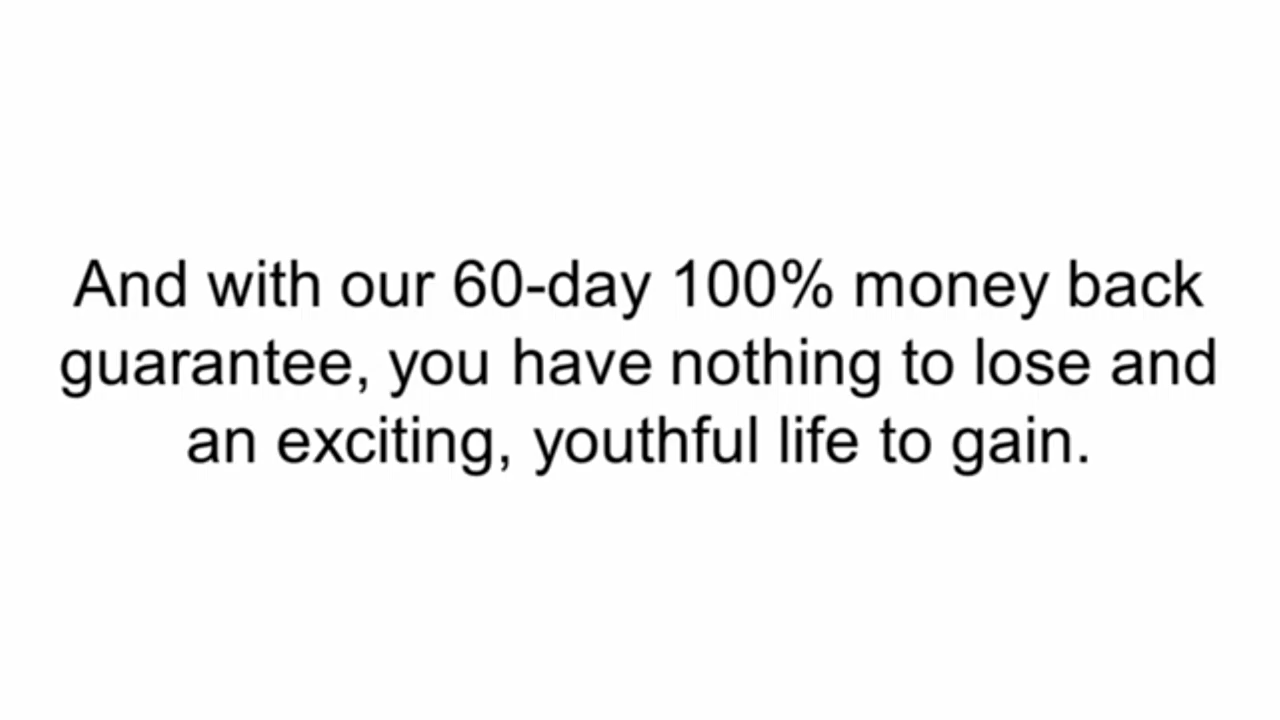 And with our 60-day 100% money back
guarantee, you have nothing to lose and
an exciting, youthful life to gain.